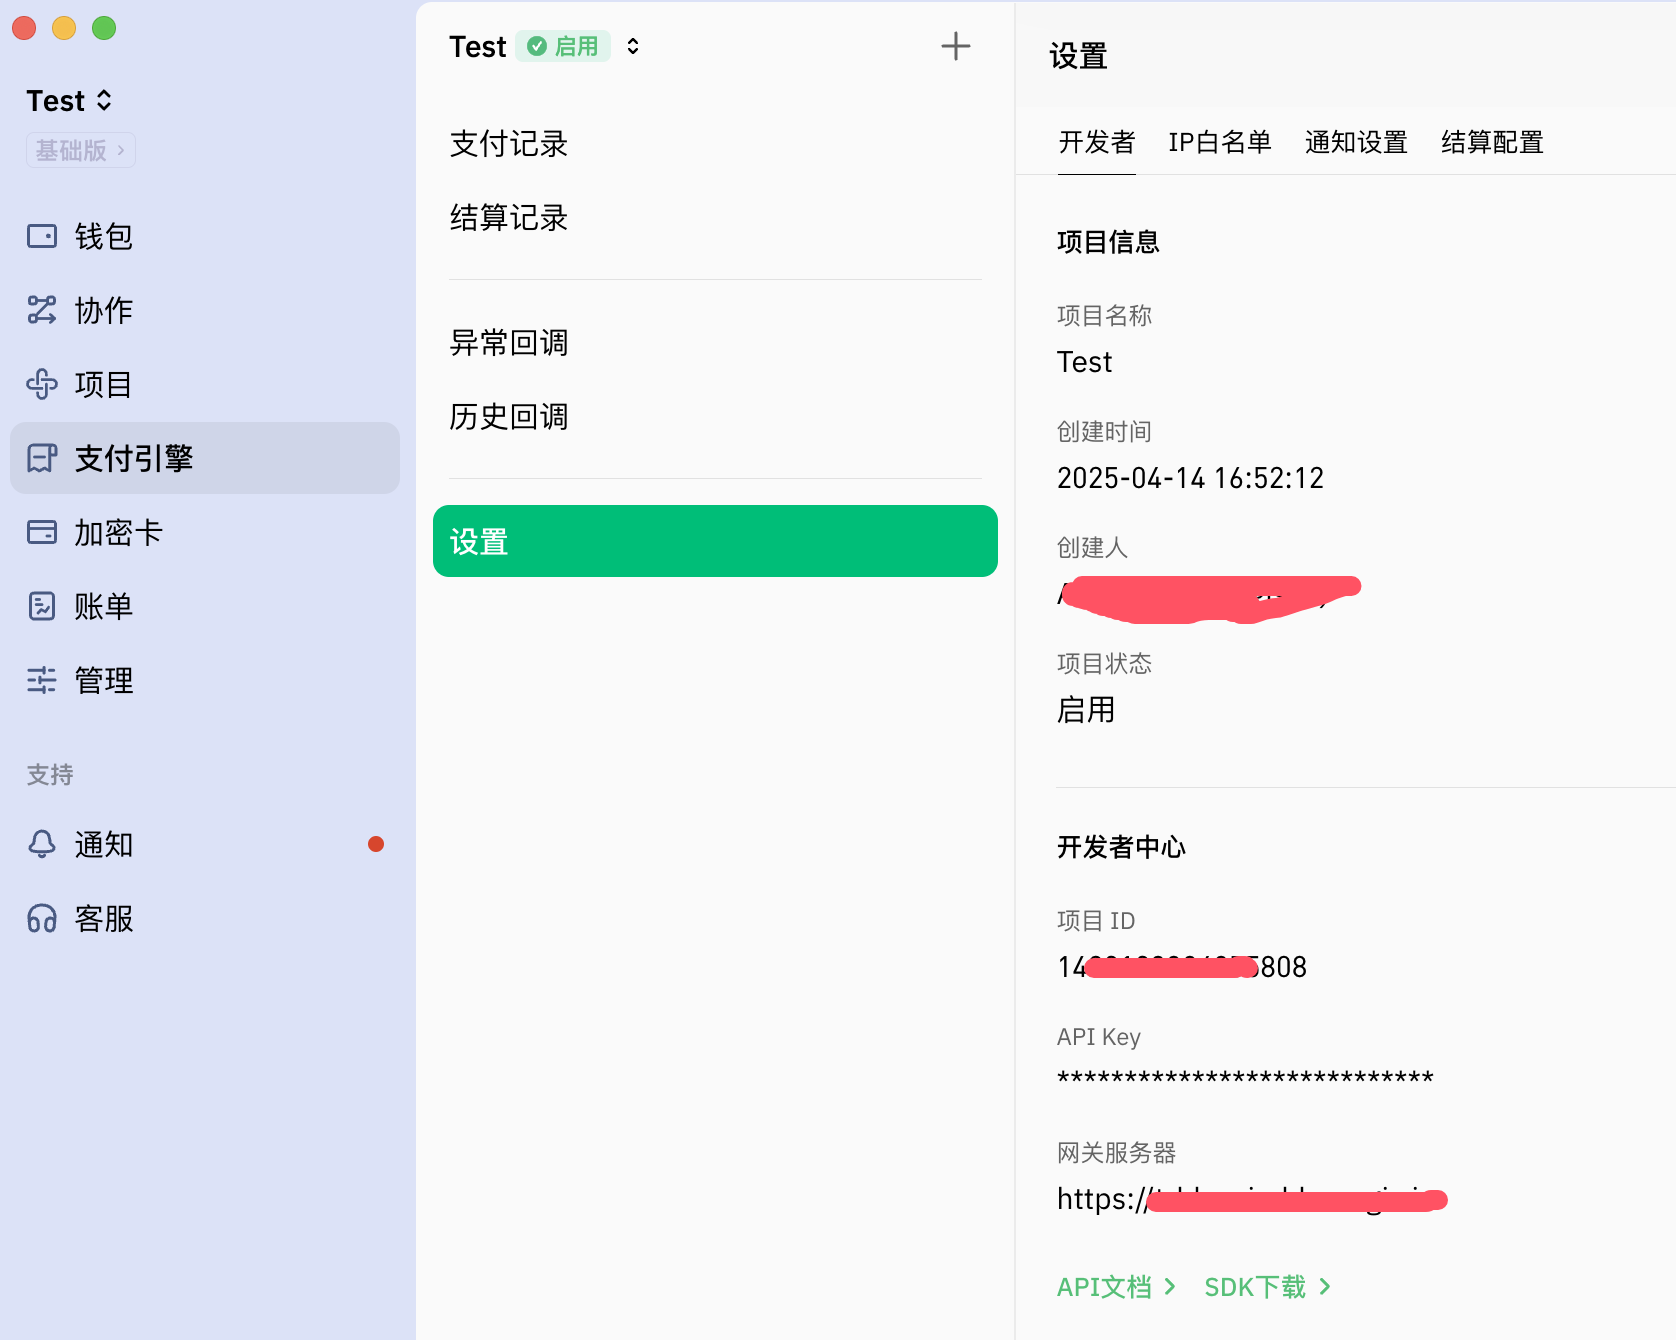 Test
基础版
钱包
协作
项目
支付引擎
加密卡
账单
管理
支持
通知
客服
Test 启用
支付记录
结算记录
异常回调
历史回调
设置
设置
开发者 IP白名单 通知设置 结算配置
项目信息
项目名称
Test
创建时间
2025-04-14 16:52:12
创建人
项目状态
启用
开发者中心
项目 ID
14 808
API Key
****************************
网关服务器
https://
API文档 SDK下载